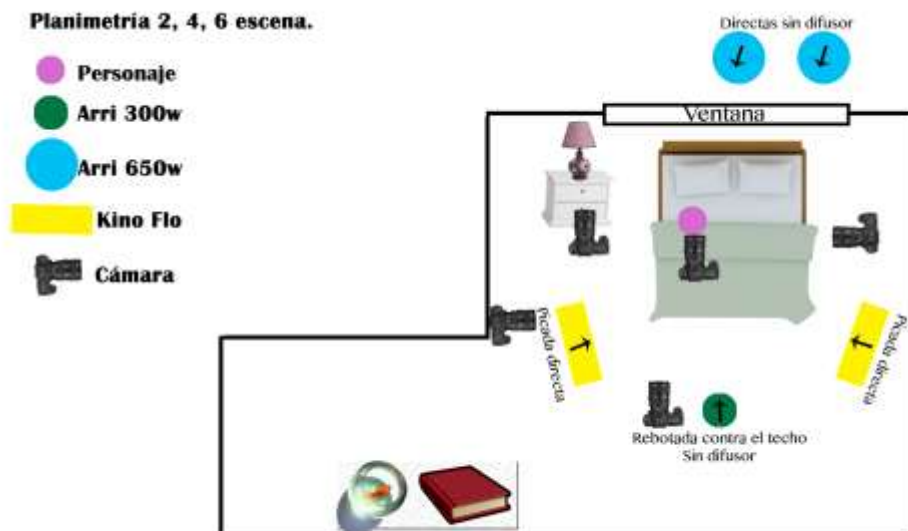 Planimetría 2, 4, 6 escena.
Personaje
Arri 300w
Arri 650w
Kino Flo
Cámara
Directas sin difusor
Ventana
Picada directa
Picada directa
Rebotada contra el techo
Sin difusor